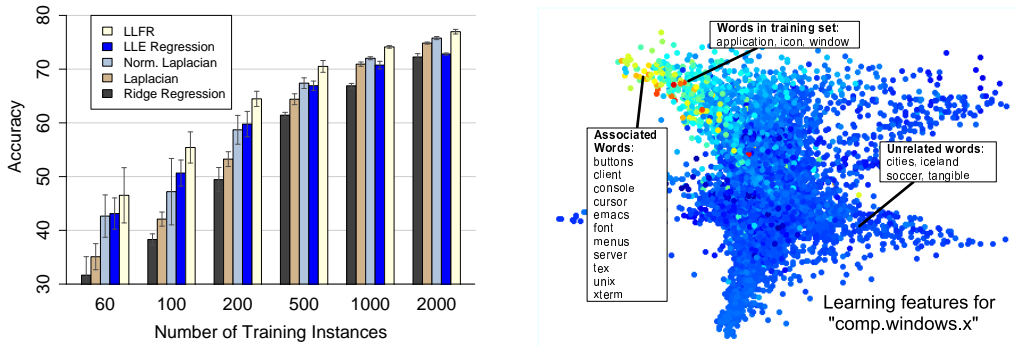 80
70
60
50
40
30
Accuracy
LLFR
LLE Regression
Norm. Laplacian
Laplacian
Ridge Regression
60 100 200 500 1000 2000
Number of Training Instances
Words in training set:
application, icon, window
Associated
Words:
buttons
client
console
cursor
emacs
font
menus
server
tex
unix
xterm
Unrelated words:
cities, iceland
soccer, tangible
Learning features for
"comp.windows.x"